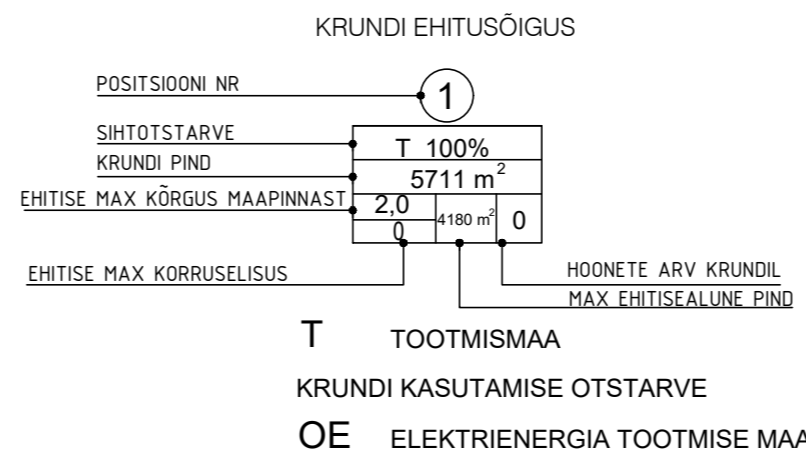 KRUNDI EHITUSÕIGUS
POSITSIOONI NR
1
SIHTOTSTARVE
T 100%
KRUNDI PIND
5711 m²
EHITISE MAX KÕRGUS MAAPINNAST
2,0
4180 m²
0
0
EHITISE MAX KORRUSELISUS
HOONETE ARV KRUNDIL
MAX EHITISEALUNE PIND
T TOOTMISMAA
KRUNDI KASUTAMISE OTSTARVE
OE ELEKTRIENERGIA TOOTMISE MAA